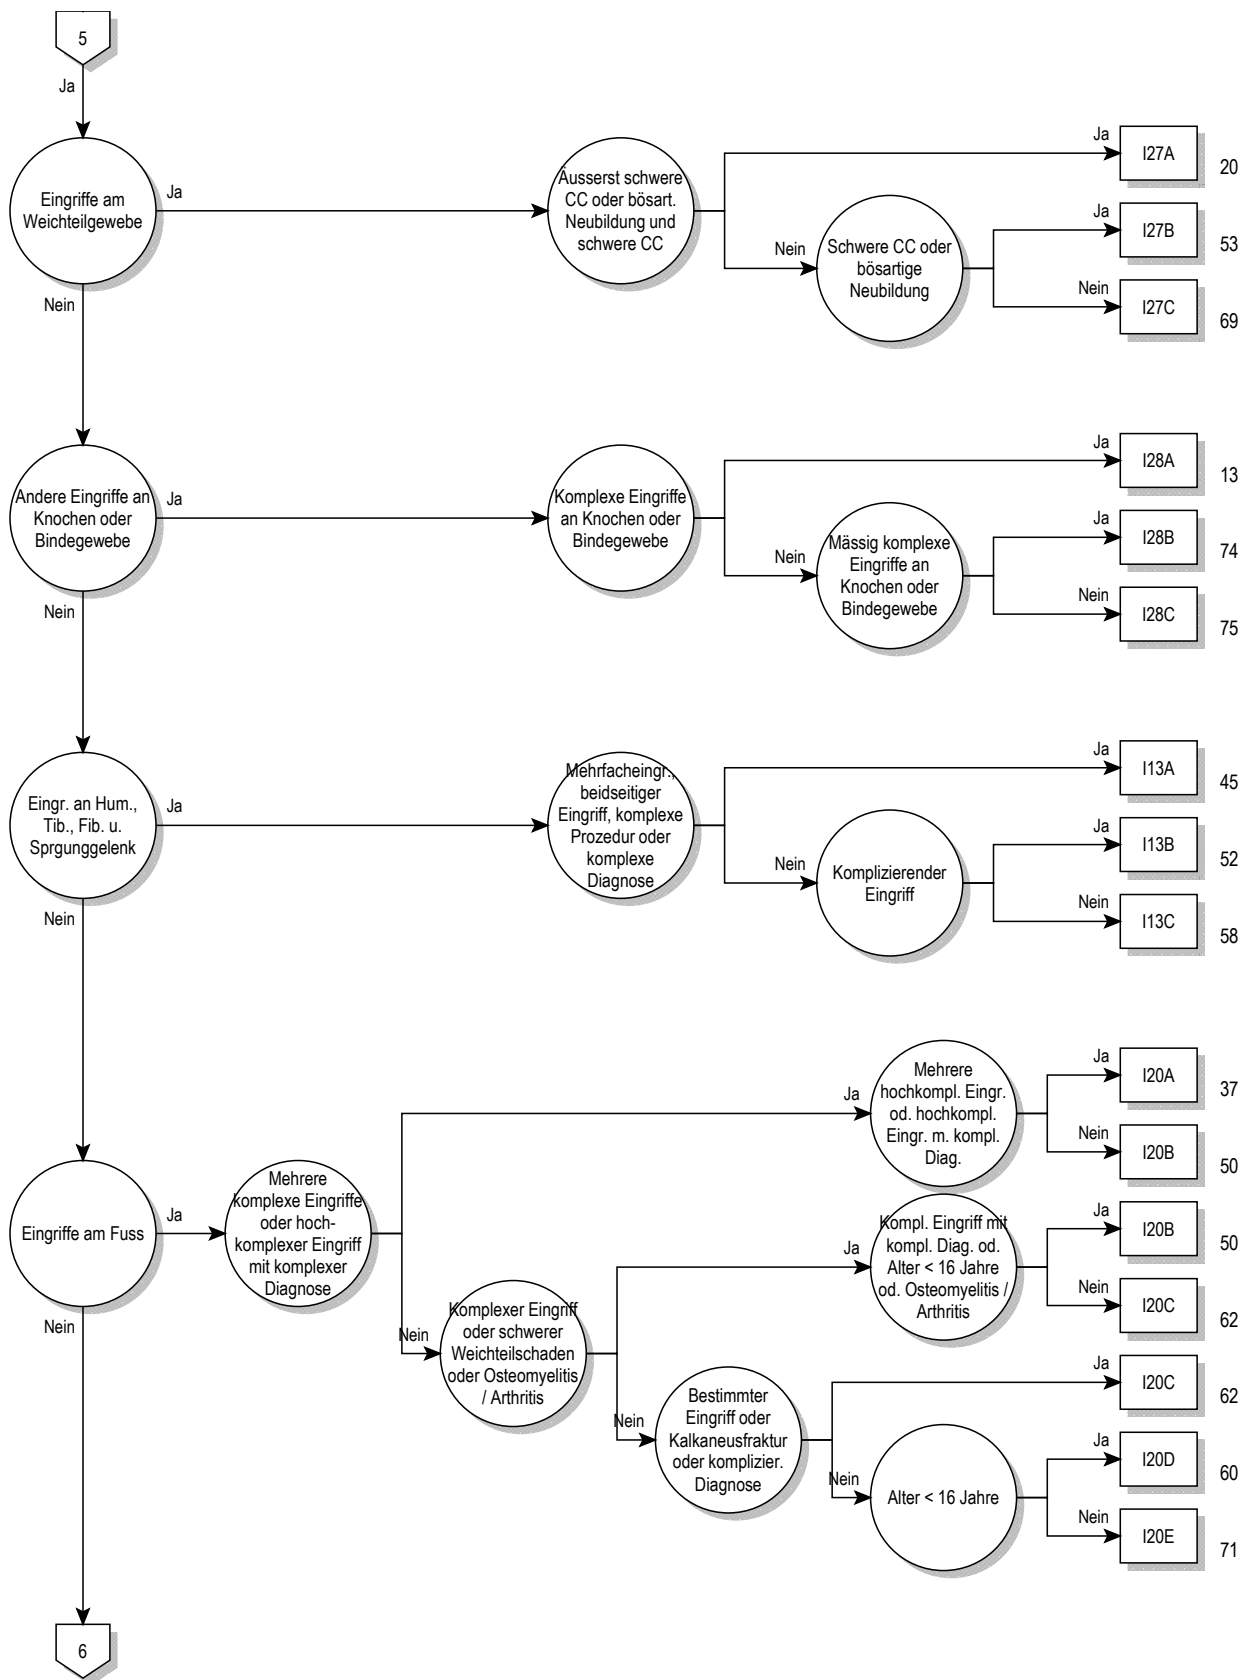 5
Ja
Eingriffe am
Weichteilgewebe
Ja
Äusserst schwere
CC oder bösart.
Neubildung und
schwere CC
Ja
I27A
20
Nein
Schwere CC oder
bösartige
Neubildung
Ja
I27B
53
Nein
I27C
69
Nein
Andere Eingriffe an
Knochen oder
Bindegewebe
Ja
Komplexe Eingriffe
an Knochen oder
Bindegewebe
Ja
I28A
13
Nein
Mässig komplexe
Eingriffe an
Knochen oder
Bindegewebe
Ja
I28B
74
Nein
I28C
75
Nein
Eingr. an Hum.,
Tib., Fib. u.
Sprgunggelenk
Ja
Mehrfacheingr.,
beidseitiger
Eingriff, komplexe
Prozedur oder
komplexe
Diagnose
Ja
I13A
45
Nein
Komplizierender
Eingriff
Ja
I13B
52
Nein
I13C
58
Nein
Eingriffe am Fuss
Ja
Mehrere
komplexe Eingriffe
oder hoch-
komplexer Eingriff
mit komplexer
Diagnose
Ja
Mehrere
hochkompl. Eingr.
od. hochkompl.
Eingr. m. kompl.
Diag.
Ja
I20A
37
Nein
I20B
50
Nein
Komplexer Eingriff
oder schwerer
Weichteilschaden
oder Osteomyelitis
/ Arthritis
Ja
Kompl. Eingriff mit
kompl. Diag. od.
Alter < 16 Jahre
od. Osteomyelitis /
Arthritis
Ja
I20B
50
Nein
I20C
62
Nein
Bestimmter
Eingriff oder
Kalkaneusfraktur
oder komplizier.
Diagnose
Ja
I20C
62
Nein
Alter < 16 Jahre
Ja
I20D
60
Nein
I20E
71
Nein
6